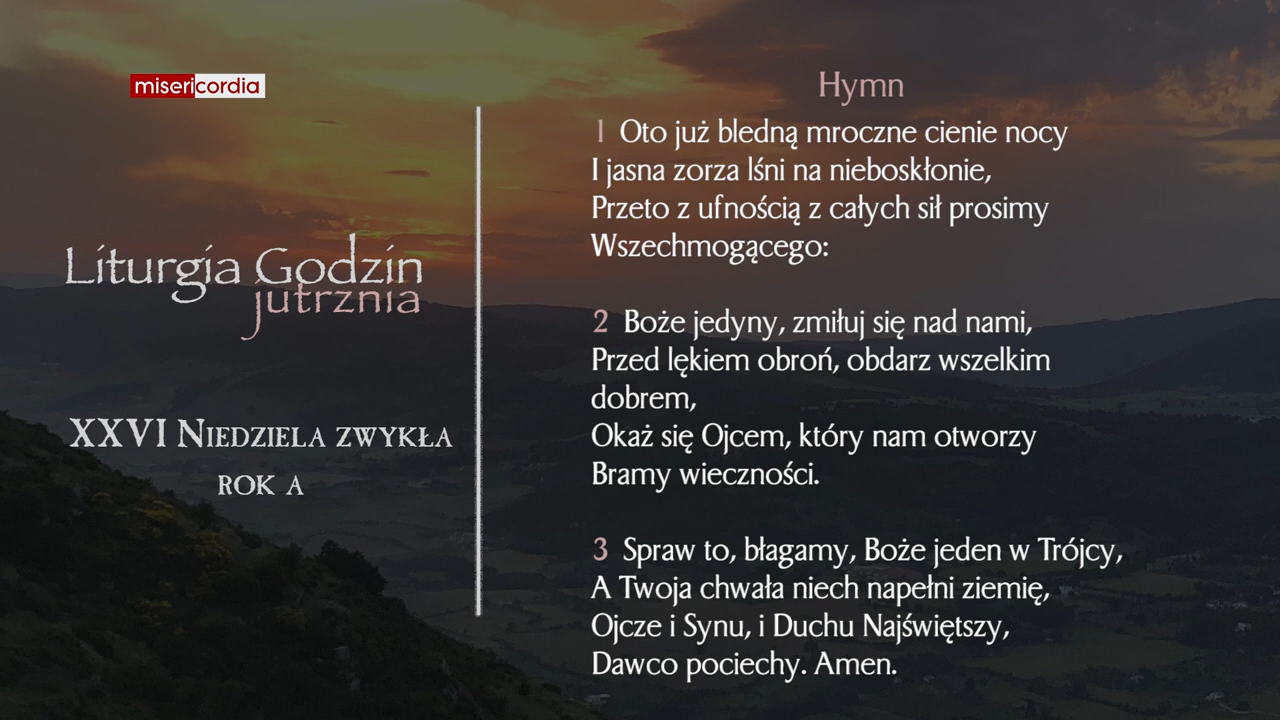 misericordia
Liturgia Godzin
jutrznia
XXVI Niedziela zwykła
rok A
Hymn
1 Oto już bledną mroczne cienie nocy
I jasna zorza lśni na nieboskłonie,
Przeto z ufnością z całych sił prosimy
Wszechmogącego:
2 Boże jedyny, zmiłuj się nad nami,
Przed lękiem obroń, obdarz wszelkim
dobrem,
Okaż się Ojcem, który nam otworzy
Bramy wieczności.
3 Spraw to, błagamy, Boże jeden w Trójcy,
A Twoja chwała niech napełni ziemię,
Ojcze i Synu, i Duchu Najświętszy,
Dawco pociechy. Amen.